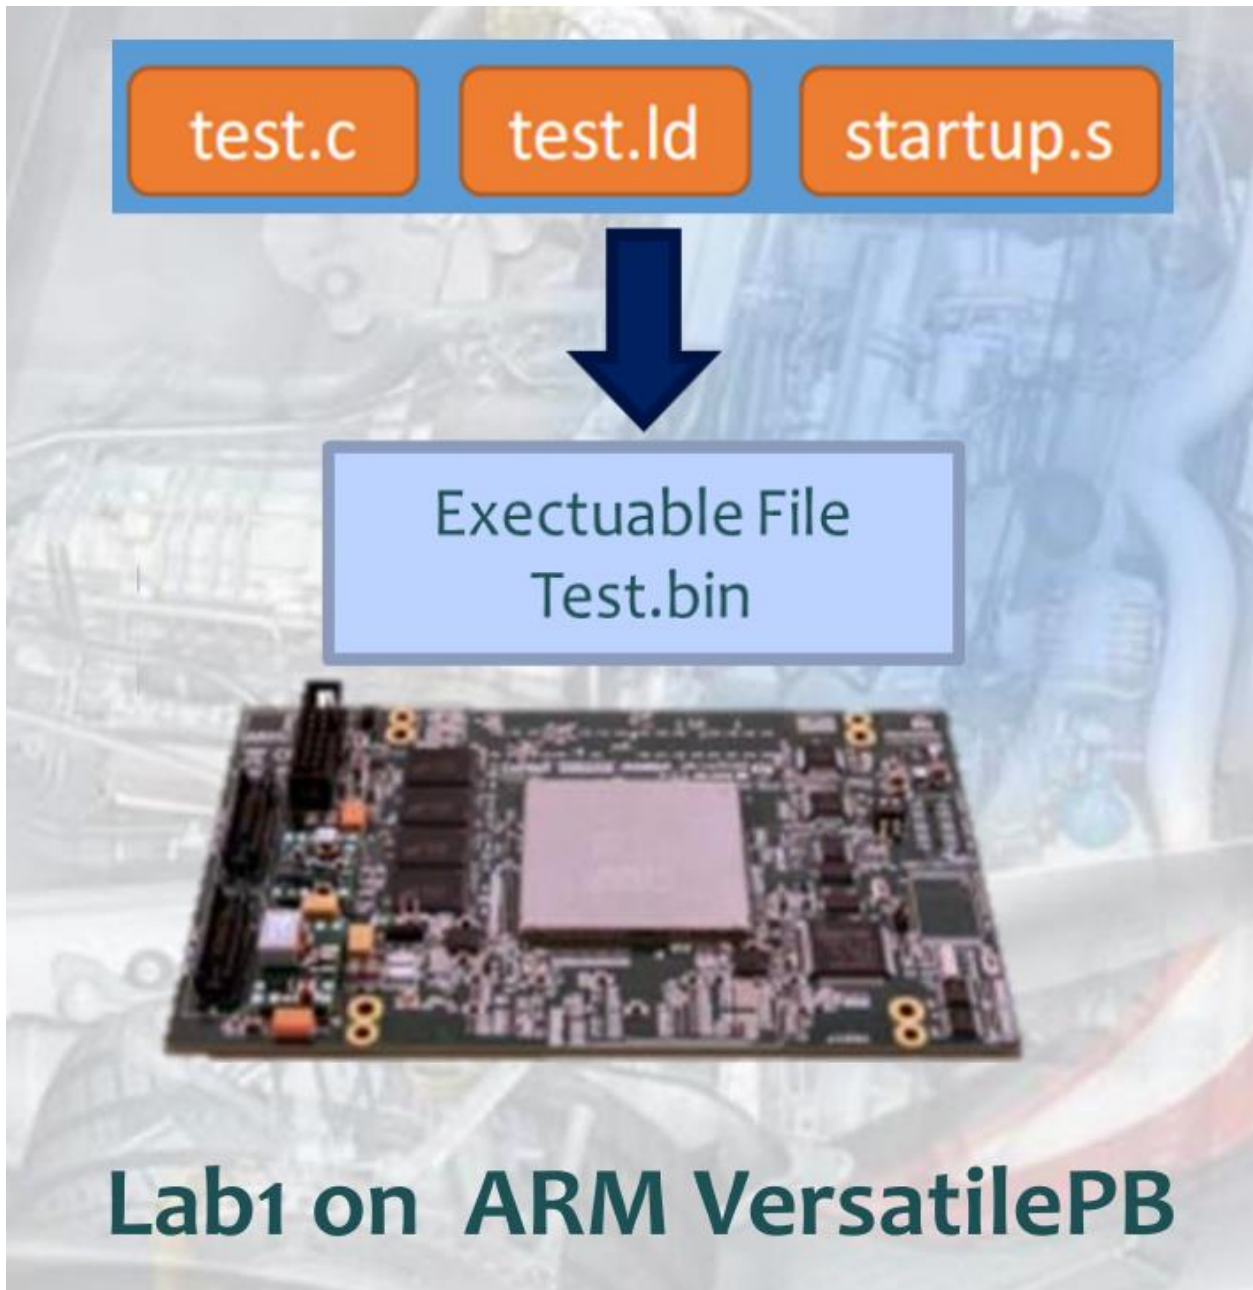 test.c
test.ld
startup.s
Exectuable File
Test.bin
Lab1 on ARM VersatilePB